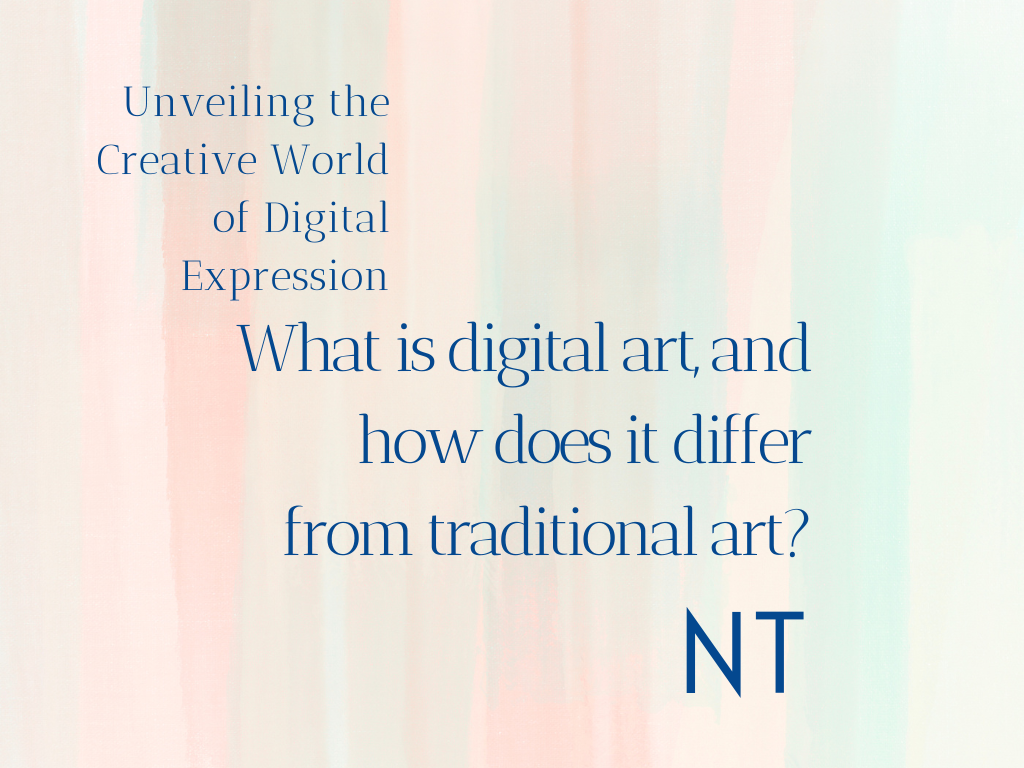 Unveiling the
Creative World
of Digital
Expression
What is digital art, and
how does it differ
from traditional art?
NT